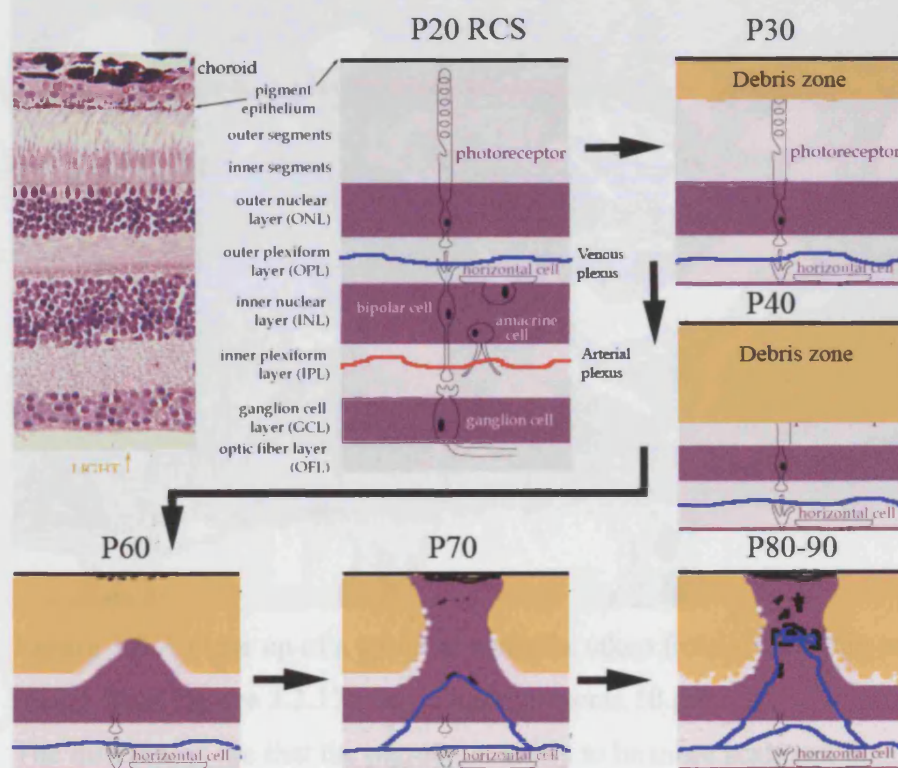 P20 RCS
P30
choroid
pigment
epithelium
outer segments
inner segments
outer nuclear
layer (ONL)
outer plexiform
layer (OPL)
inner nuclear
layer (INL)
inner plexiform
layer (IPL)
ganglion cell
layer (GCL)
optic fiber layer
(OFL)
LIGHT
photoreceptor
horizontal cell
bipolar cell
amacrine
cell
ganglion cell
Venous
plexus
Arterial
plexus
Debris zone
photoreceptor
horizontal cell
P40
Debris zone
horizontal cell
P60
P70
P80-90
horizontal cell
horizontal cell
horizontal cell